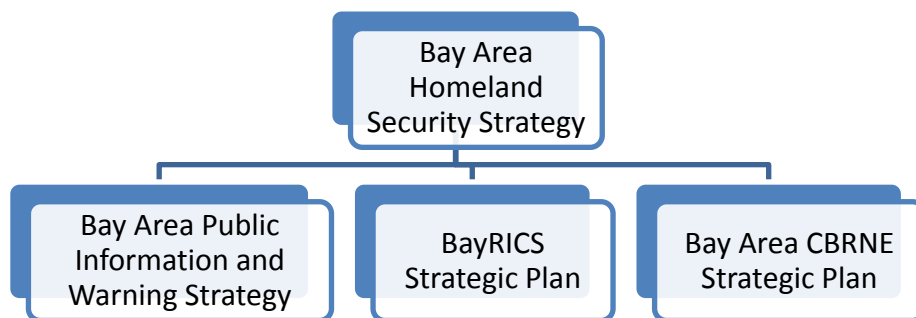 Bay Area
Homeland
Security Strategy
Bay Area Public
Information and
Warning Strategy
BayRICS
Strategic Plan
Bay Area CBRNE
Strategic Plan